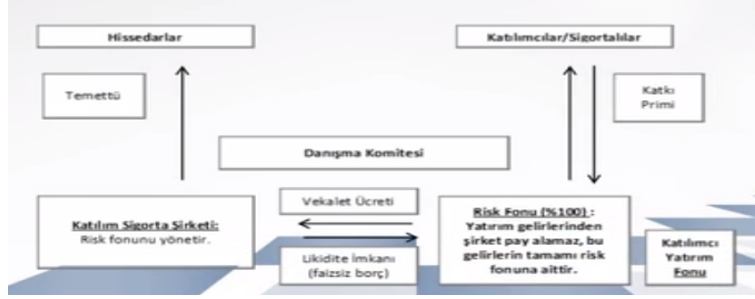 Hissedarlar
Katılımcılar/Sigortalılar
Temettü
Katkı
Primi
Danışma Komitesi
Katılım Sigorta Şirketi:
Risk fonunu yönetir.
Vekalet Ücreti
Likidite İmkanı
(faizsiz borç)
Risk Fonu (%100) :
Yatırım gelirlerinden
şirket pay alamaz, bu
gelirlerin tamamı risk
fonuna aittir.
Katılımcı
Yatırım
Fonu